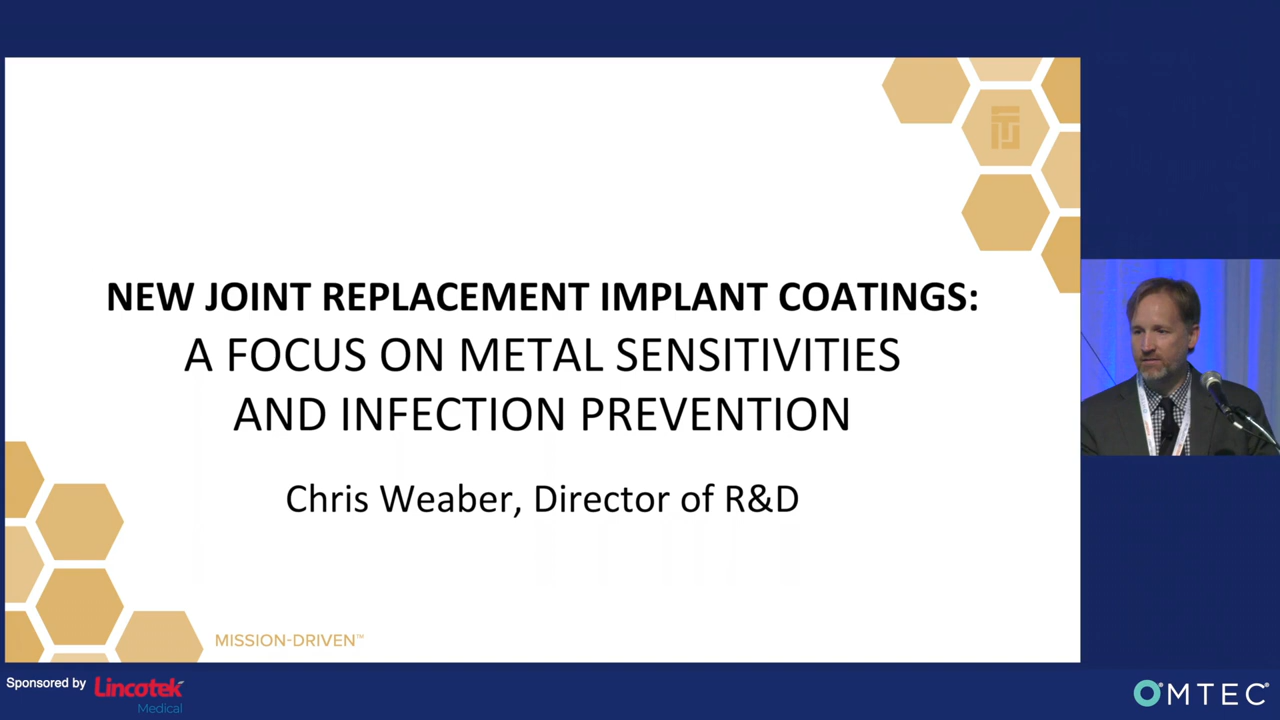 NEW JOINT REPLACEMENT IMPLANT COATINGS:
A FOCUS ON METAL SENSITIVITIES
AND INFECTION PREVENTION
Chris Weaber, Director of R&D
MISSION-DRIVEN™
Sponsored by Lincotek
Medical
OMTEC®